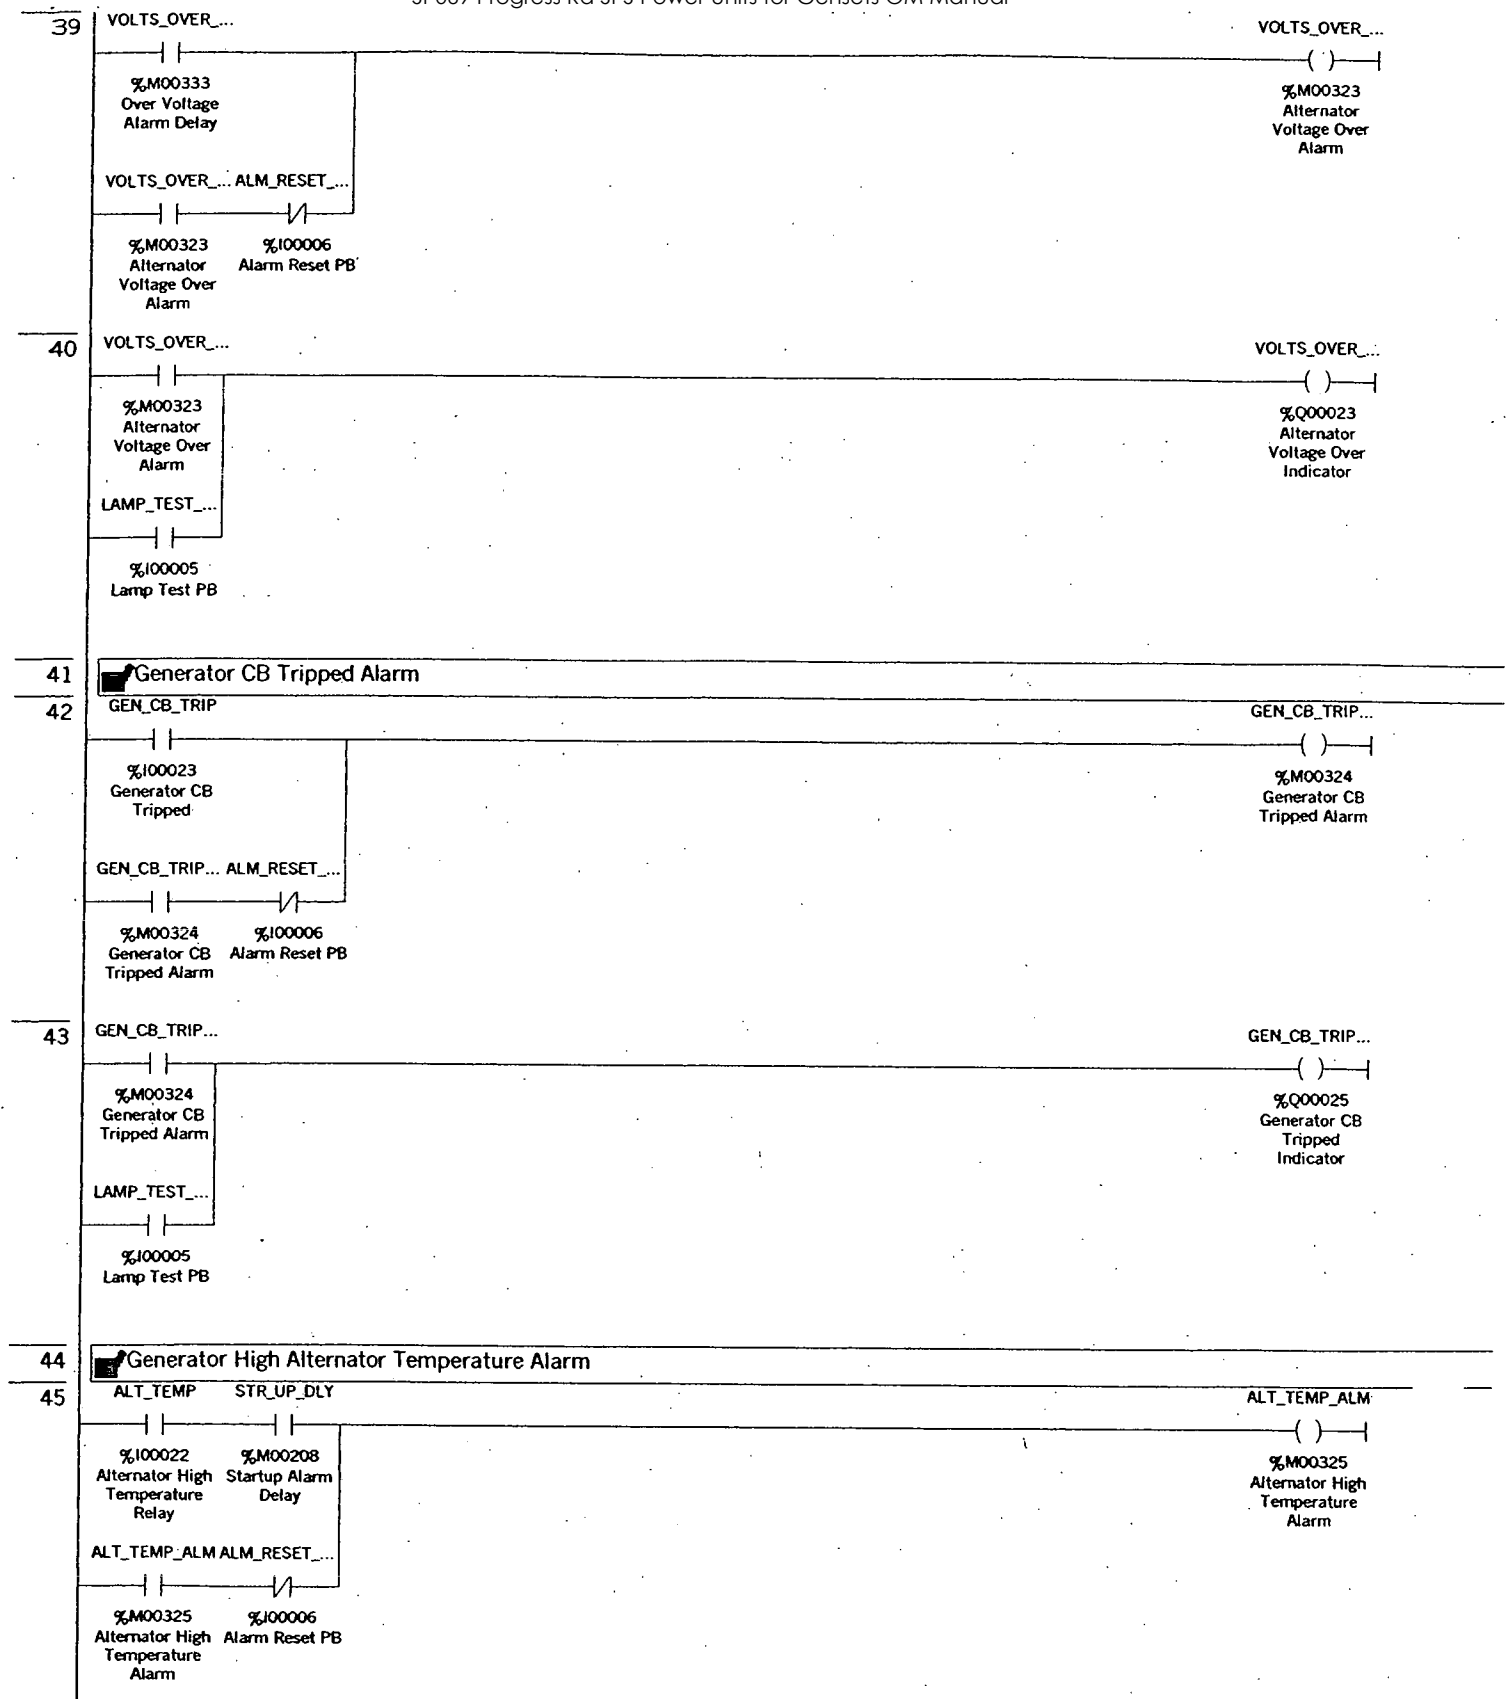 39
VOLTS_OVER_...
VOLTS_OVER_...
%M00333
Over Voltage
Alarm Delay
%M00323
Alternator
Voltage Over
Alarm
VOLTS_OVER_... ALM_RESET_...
%M00323
Alternator
Voltage Over
Alarm
%I00006
Alarm Reset PB
40
VOLTS_OVER_...
VOLTS_OVER_...
%M00323
Alternator
Voltage Over
Alarm
%Q00023
Alternator
Voltage Over
Indicator
LAMP_TEST_...
%I00005
Lamp Test PB
41
Generator CB Tripped Alarm
42
GEN_CB_TRIP
GEN_CB_TRIP...
%I00023
Generator CB
Tripped
%M00324
Generator CB
Tripped Alarm
GEN_CB_TRIP... ALM_RESET_...
%M00324
Generator CB
Tripped Alarm
%I00006
Alarm Reset PB
43
GEN_CB_TRIP...
GEN_CB_TRIP...
%M00324
Generator CB
Tripped Alarm
%Q00025
Generator CB
Tripped
Indicator
LAMP_TEST_...
%I00005
Lamp Test PB
44
Generator High Alternator Temperature Alarm
45
ALT_TEMP STR_UP_DLY
ALT_TEMP_ALM
%I00022
Alternator High
Temperature
Relay
%M00208
Startup Alarm
Delay
%M00325
Alternator High
Temperature
Alarm
ALT_TEMP_ALM ALM_RESET_...
%M00325
Alternator High
Temperature
Alarm
%I00006
Alarm Reset PB